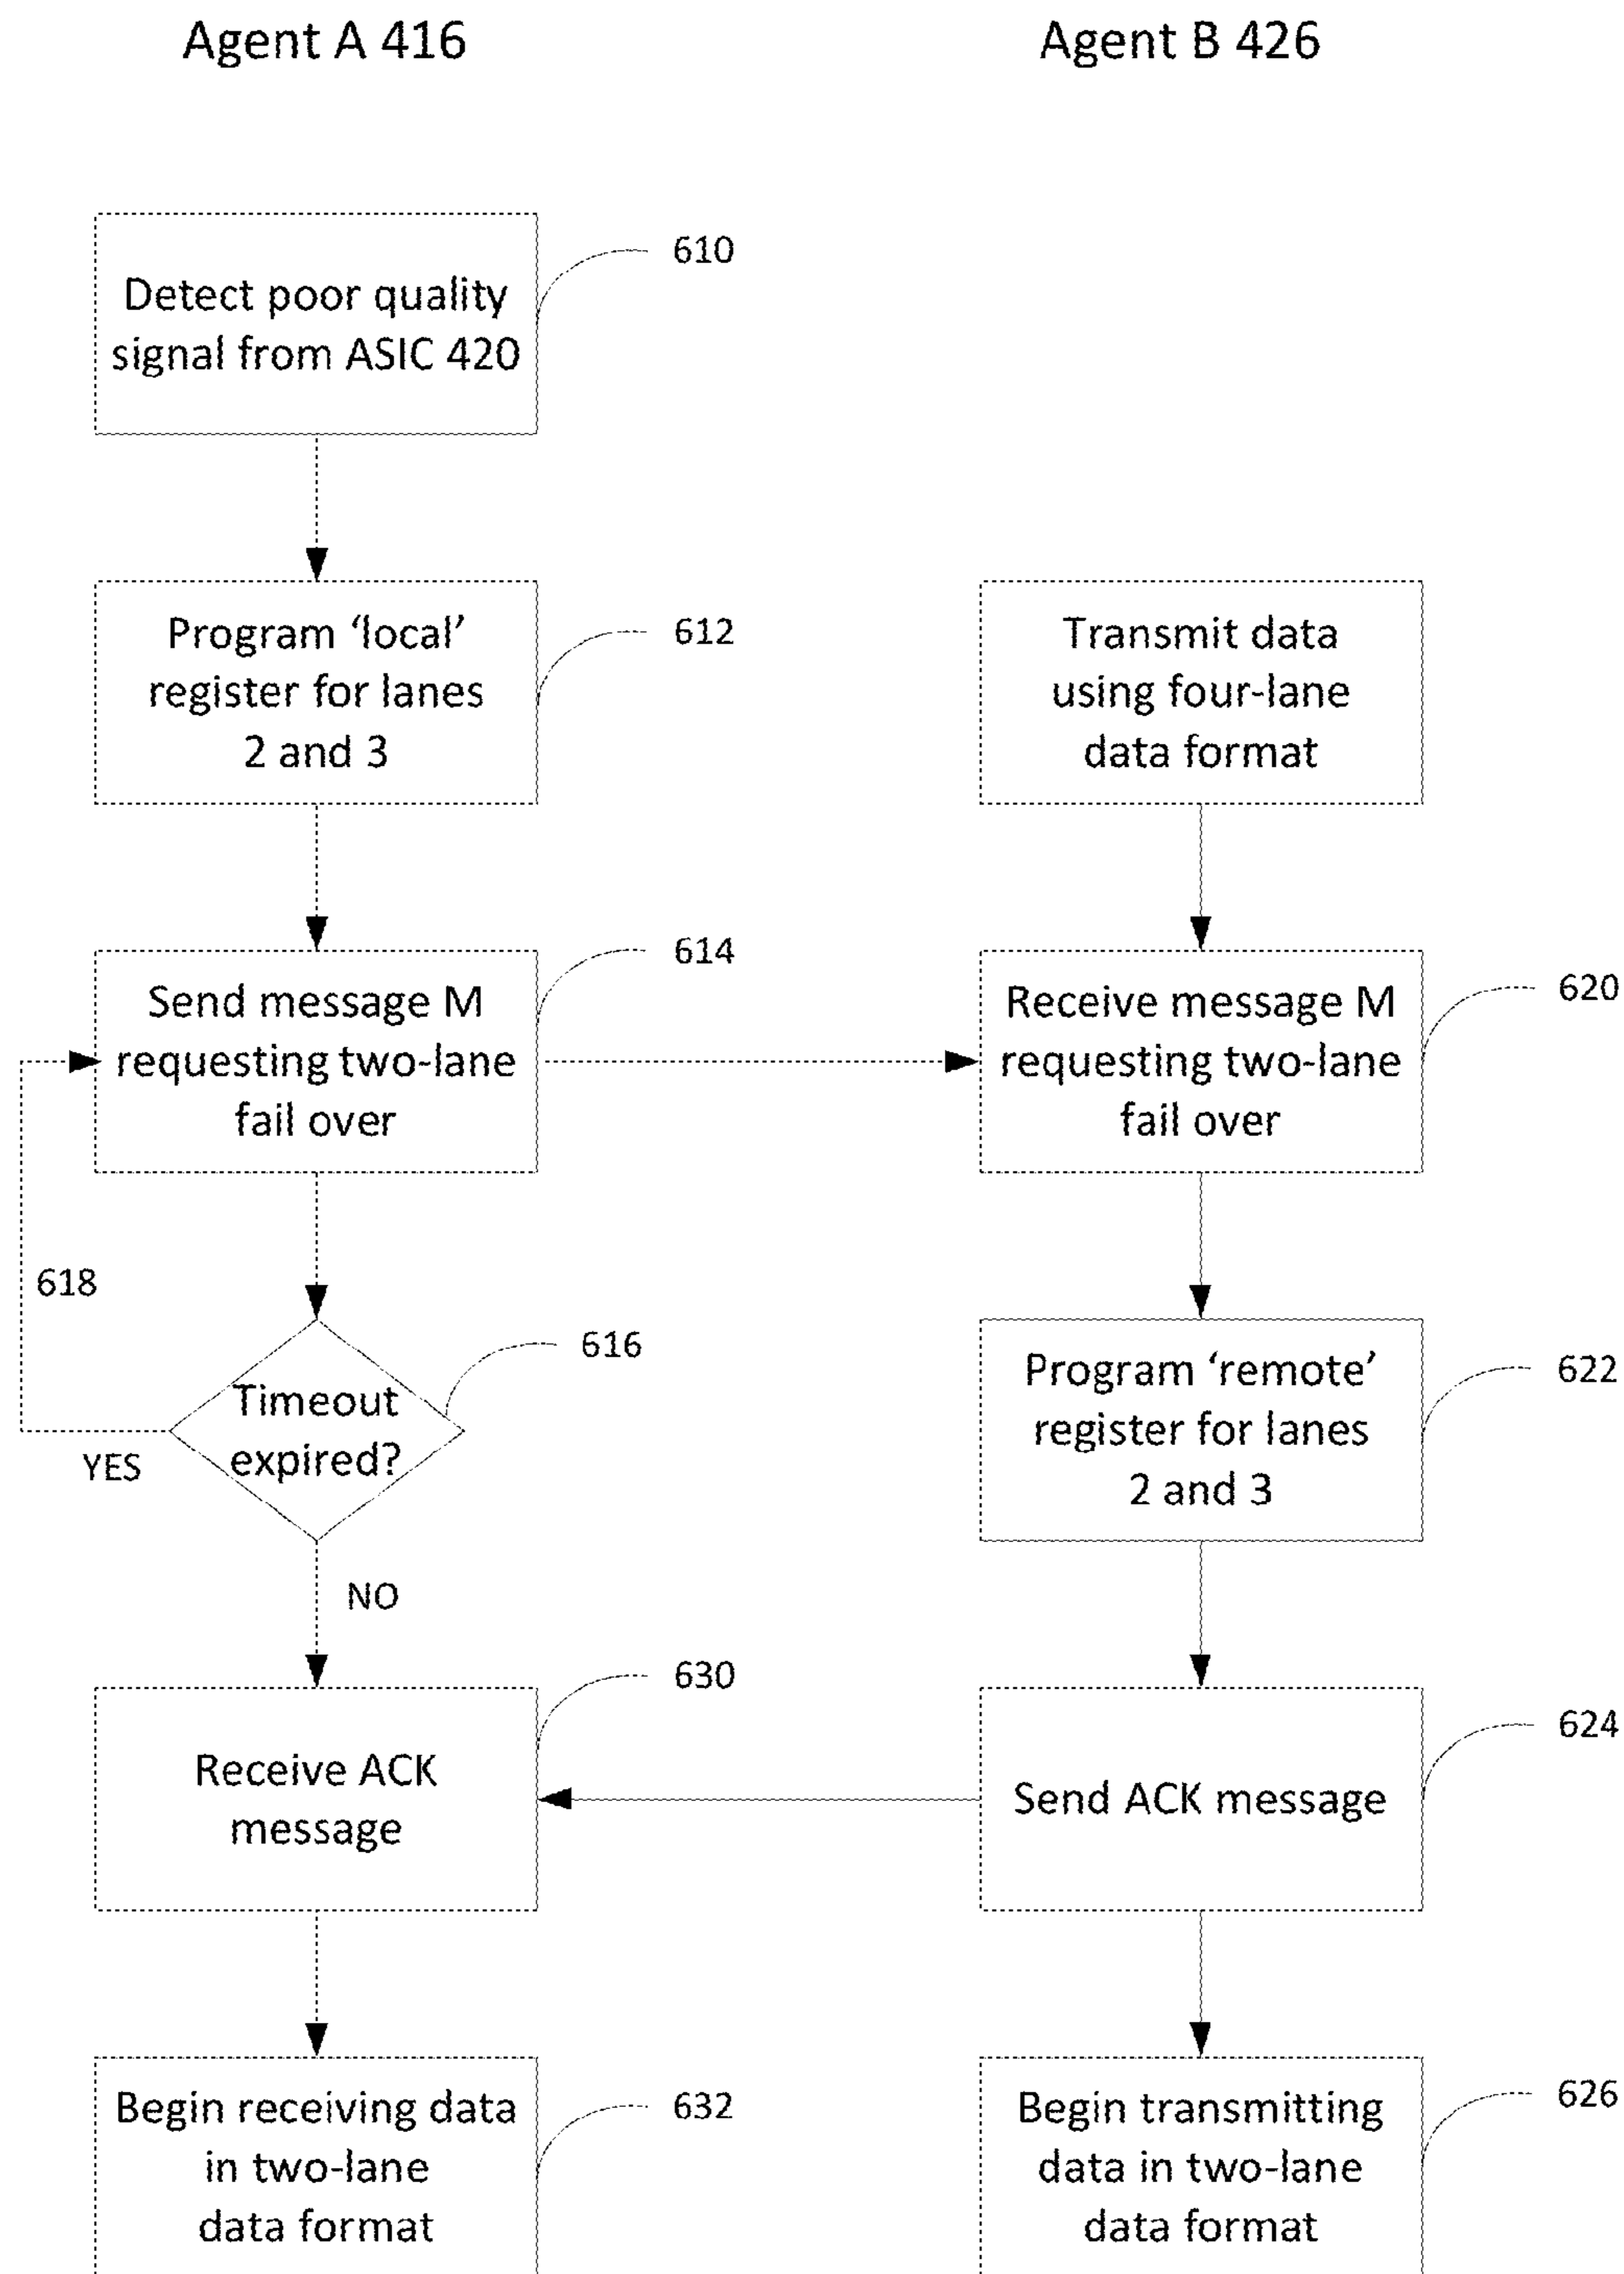 Agent A 416
Agent B 426
Detect poor quality
signal from ASIC 420
610
Program ‘local’
register for lanes
2 and 3
612
Transmit data
using four-lane
data format
Send message M
requesting two-lane
fail over
614
Receive message M
requesting two-lane
fail over
620
618
Timeout
expired?
616
YES
NO
Program ‘remote’
register for lanes
2 and 3
622
Receive ACK
message
630
Send ACK message
624
Begin receiving data
in two-lane
data format
632
Begin transmitting
data in two-lane
data format
626